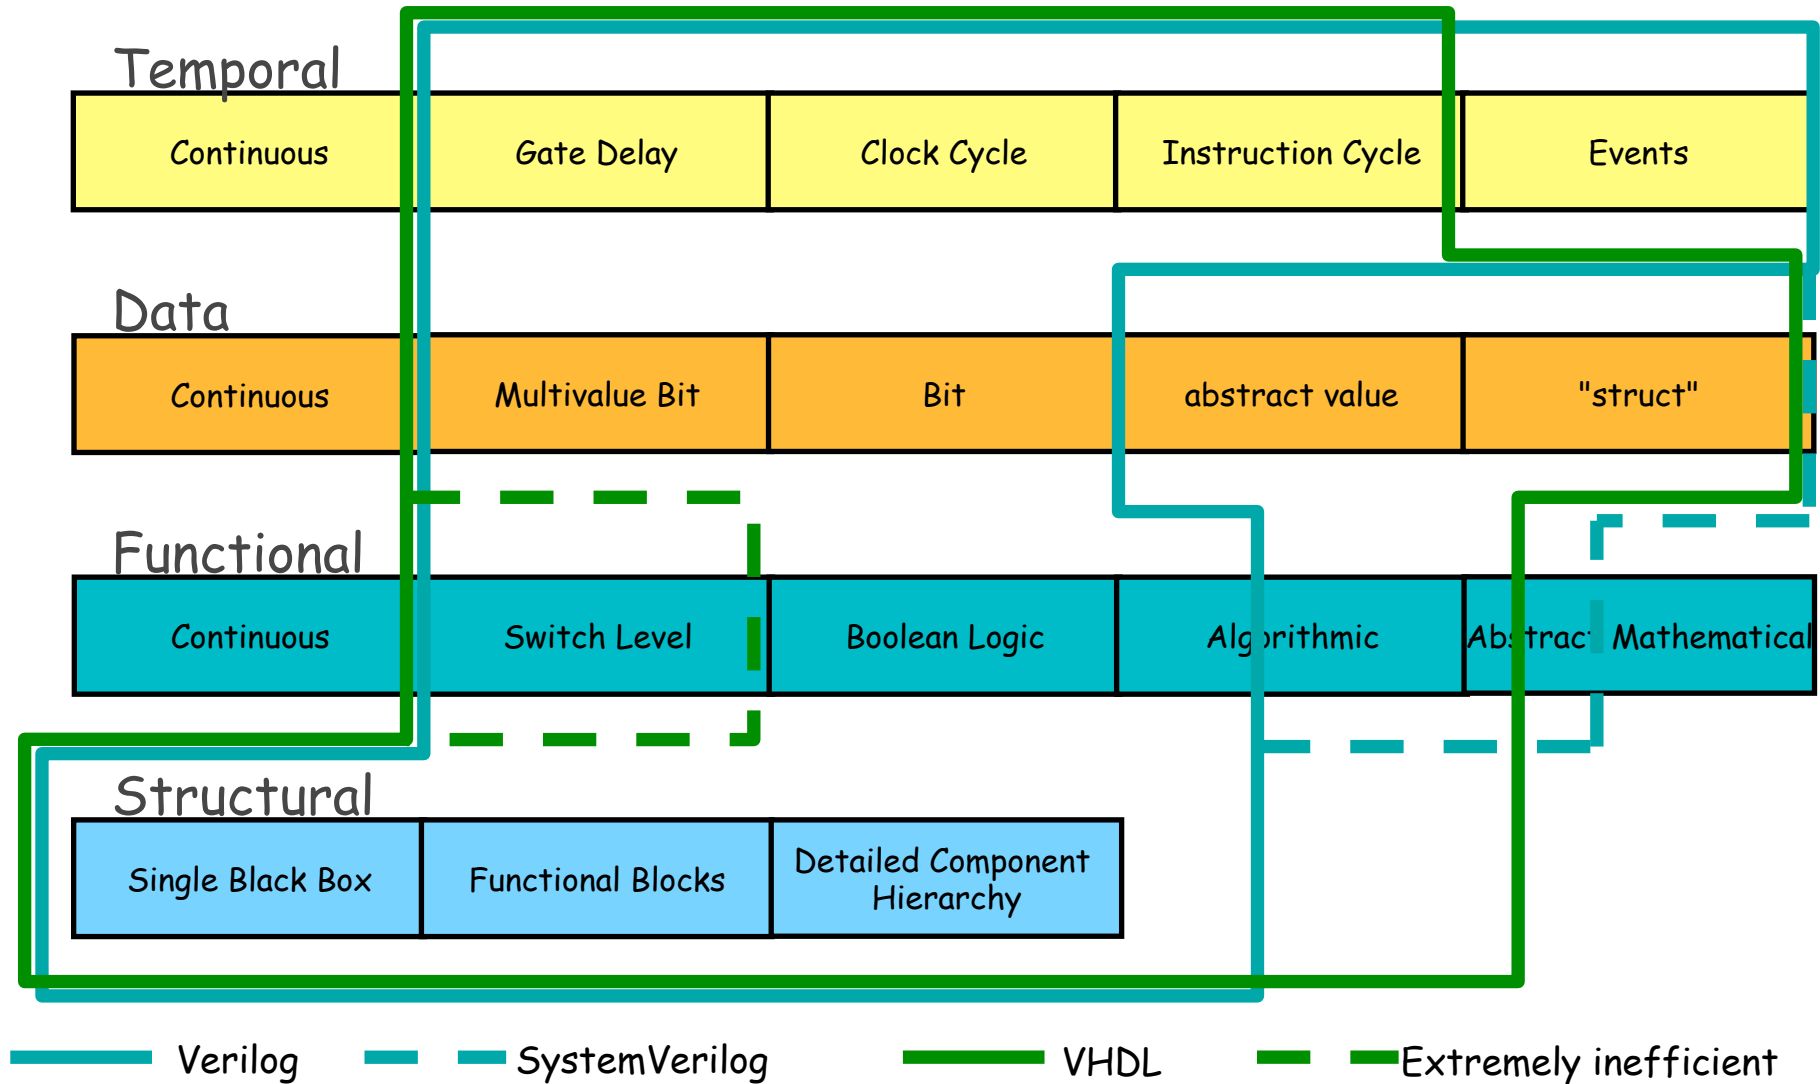 Temporal
Continuous
Gate Delay
Clock Cycle
Instruction Cycle
Events
Data
Continuous
Multivalue Bit
Bit
abstract value
"struct"
Functional
Continuous
Switch Level
Boolean Logic
Algorithmic
Abstract Mathematical
Structural
Single Black Box
Functional Blocks
Detailed Component
Hierarchy
Verilog
SystemVerilog
VHDL
Extremely inefficient